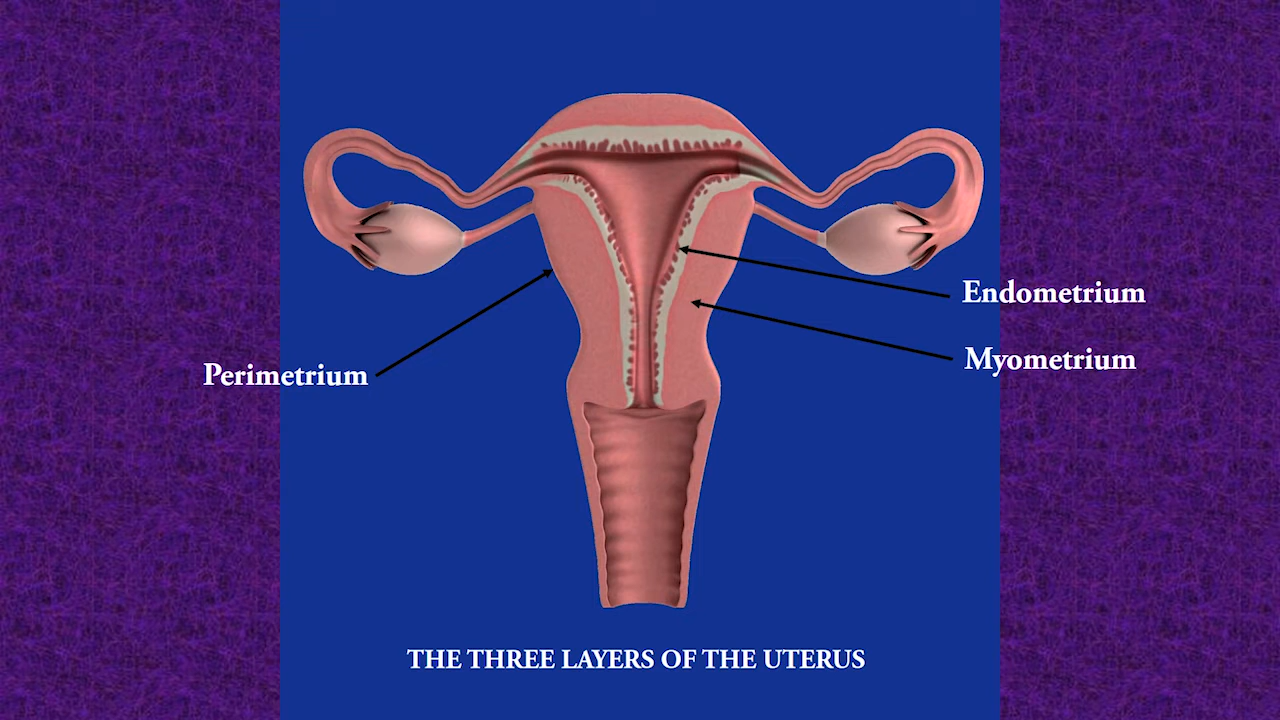 Endometrium
Myometrium
Perimetrium
THE THREE LAYERS OF THE UTERUS